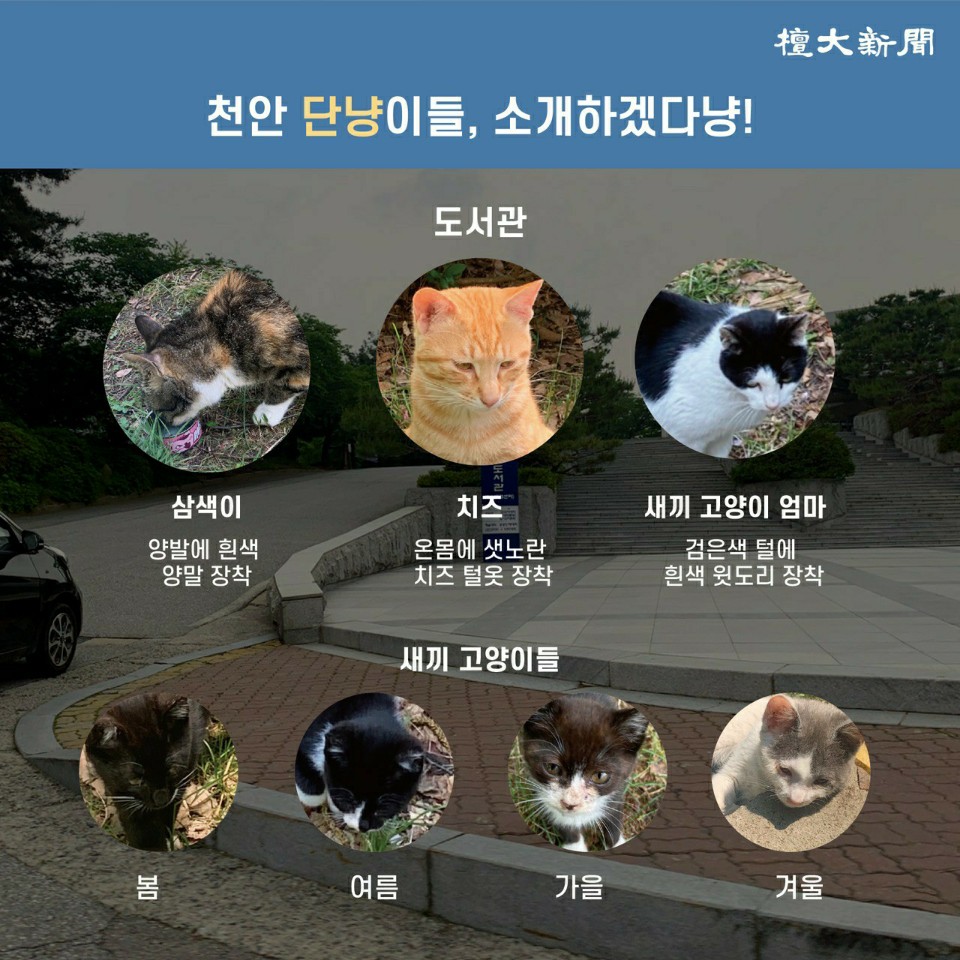 檀大新聞
천안 단냥이들, 소개하겠다냥!
도서관
도서관
삼색이
치즈
새끼 고양이 엄마
양발에 흰색
양말 장착
온몸에 샛노란
치즈 털옷 장착
검은색 털에
흰색 윗도리 장착
새끼 고양이들
봄
여름
가을
겨울